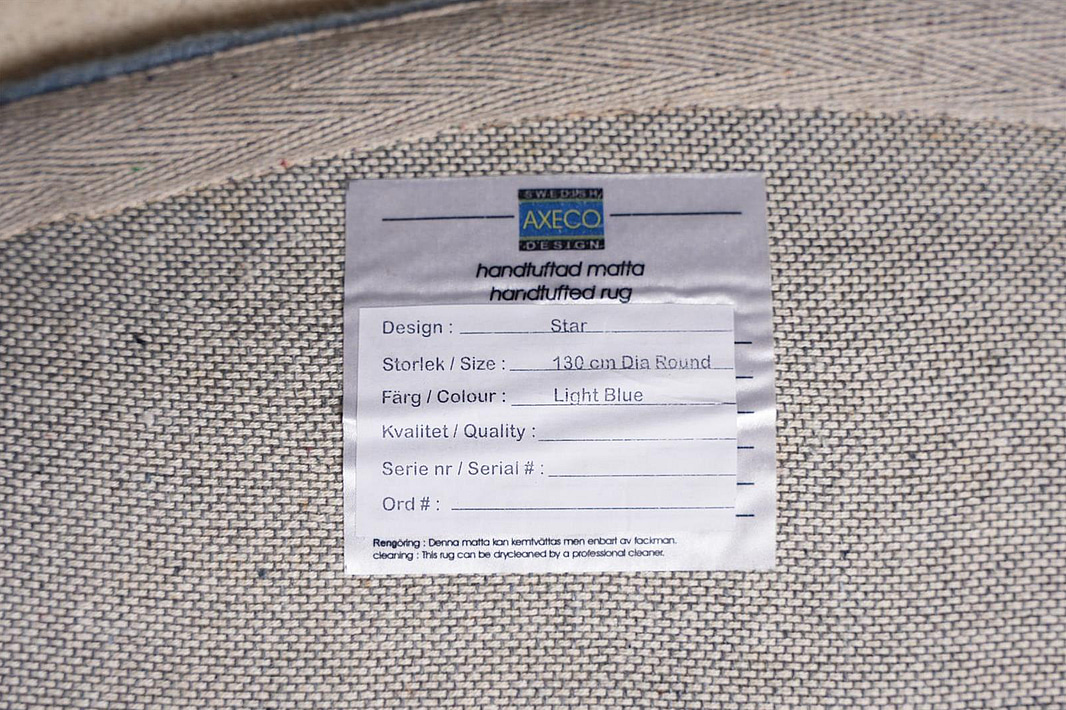 SWEDISH
AXECO
DESIGN
handtuftad matta
handtufted rug
Design : Star
Storlek / Size : 130 cm Dia Round
Färg / Colour : Light Blue
Kvalitet / Quality :
Serie nr / Serial # :
Ord # :
Rengöring : Denna matta kan kemtvättas men enbart av fackman.
cleaning : This rug can be drycleaned by a professional cleaner.